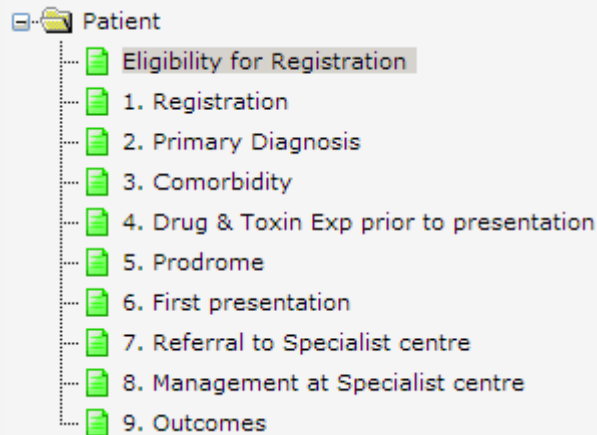 Patient
Eligibility for Registration
1. Registration
2. Primary Diagnosis
3. Comorbidity
4. Drug & Toxin Exp prior to presentation
5. Prodrome
6. First presentation
7. Referral to Specialist centre
8. Management at Specialist centre
9. Outcomes